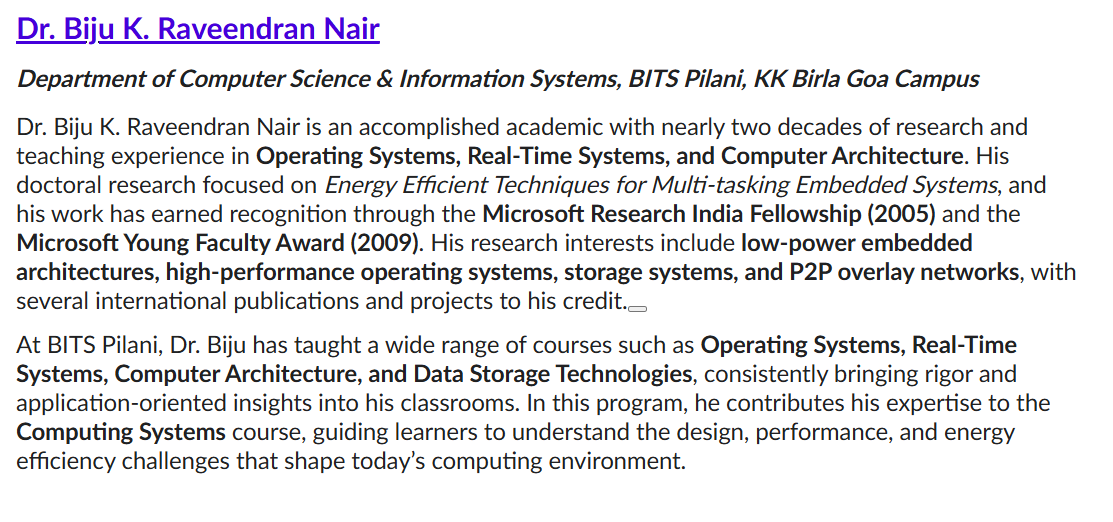 Dr. Biju K. Raveendran Nair
Department of Computer Science & Information Systems, BITS Pilani, KK Birla Goa Campus
Dr. Biju K. Raveendran Nair is an accomplished academic with nearly two decades of research and
teaching experience in Operating Systems, Real-Time Systems, and Computer Architecture. His
doctoral research focused on Energy Efficient Techniques for Multi-tasking Embedded Systems, and
his work has earned recognition through the Microsoft Research India Fellowship (2005) and the
Microsoft Young Faculty Award (2009). His research interests include low-power embedded
architectures, high-performance operating systems, storage systems, and P2P overlay networks, with
several international publications and projects to his credit.
At BITS Pilani, Dr. Biju has taught a wide range of courses such as Operating Systems, Real-Time
Systems, Computer Architecture, and Data Storage Technologies, consistently bringing rigor and
application-oriented insights into his classrooms. In this program, he contributes his expertise to the
Computing Systems course, guiding learners to understand the design, performance, and energy
efficiency challenges that shape today’s computing environment.